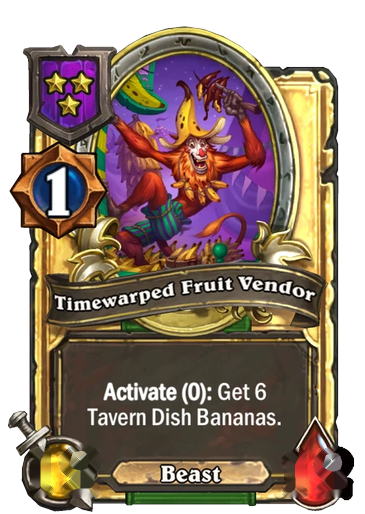 1
Timewarped Fruit Vendor
Activate (0): Get 6
Tavern Dish Bananas.
Beast